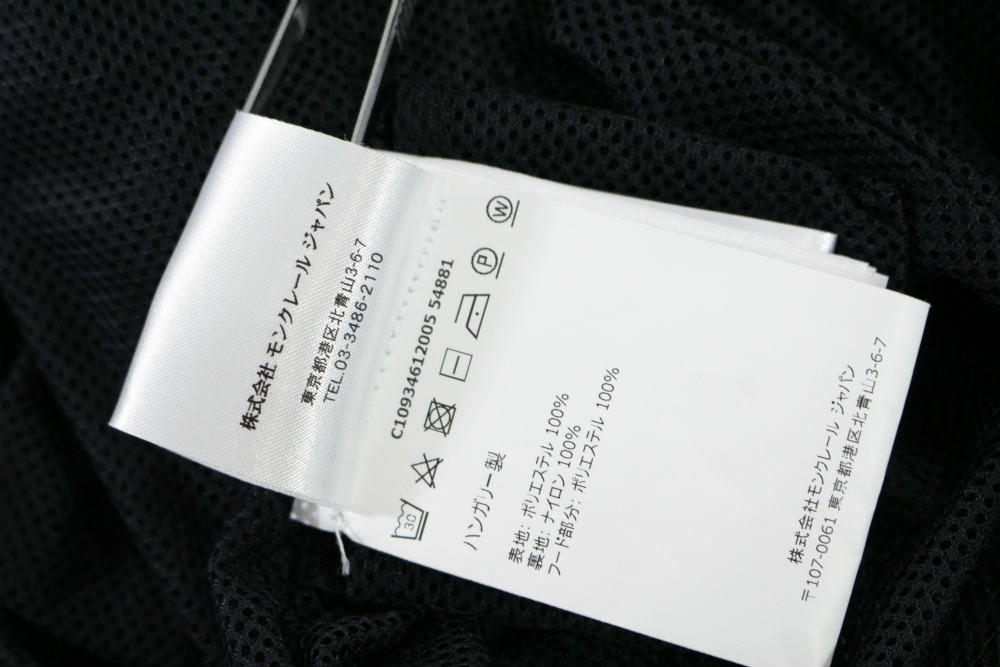 株式会社 モンクレール ジャパン
東京都港区北青山3-6-7
TEL.03-3486-2110
C10934612005 54881
30
P
W
ハンガリー製
表地: ポリエステル 100%
裏地: ナイロン 100%
フード部分: ポリエステル 100%
株式会社モンクレール ジャパン
〒107-0061 東京都港区北青山3-6-7